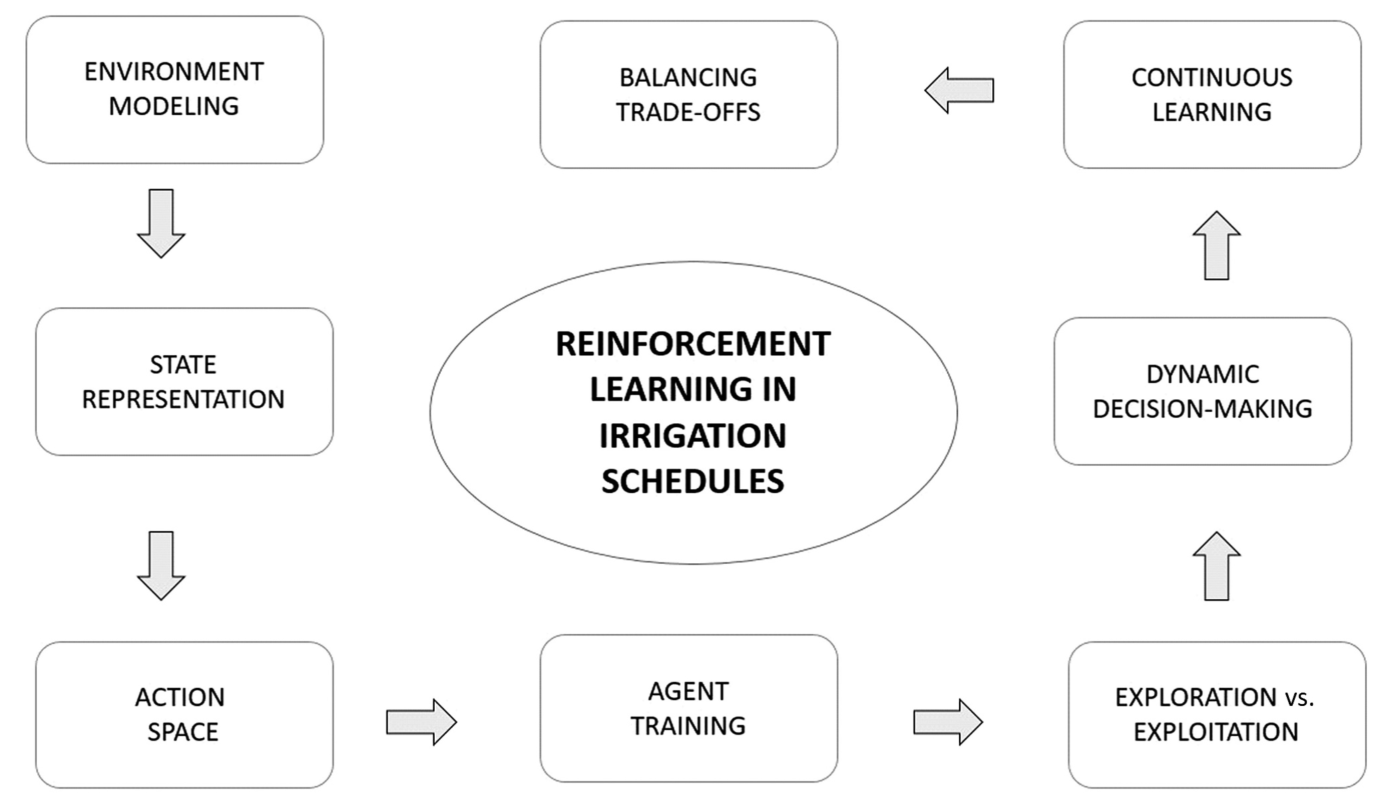 ENVIRONMENT
MODELING
BALANCING
TRADE-OFFS
CONTINUOUS
LEARNING
STATE
REPRESENTATION
REINFORCEMENT
LEARNING IN
IRRIGATION
SCHEDULES
DYNAMIC
DECISION-MAKING
ACTION
SPACE
AGENT
TRAINING
EXPLORATION vs.
EXPLOITATION